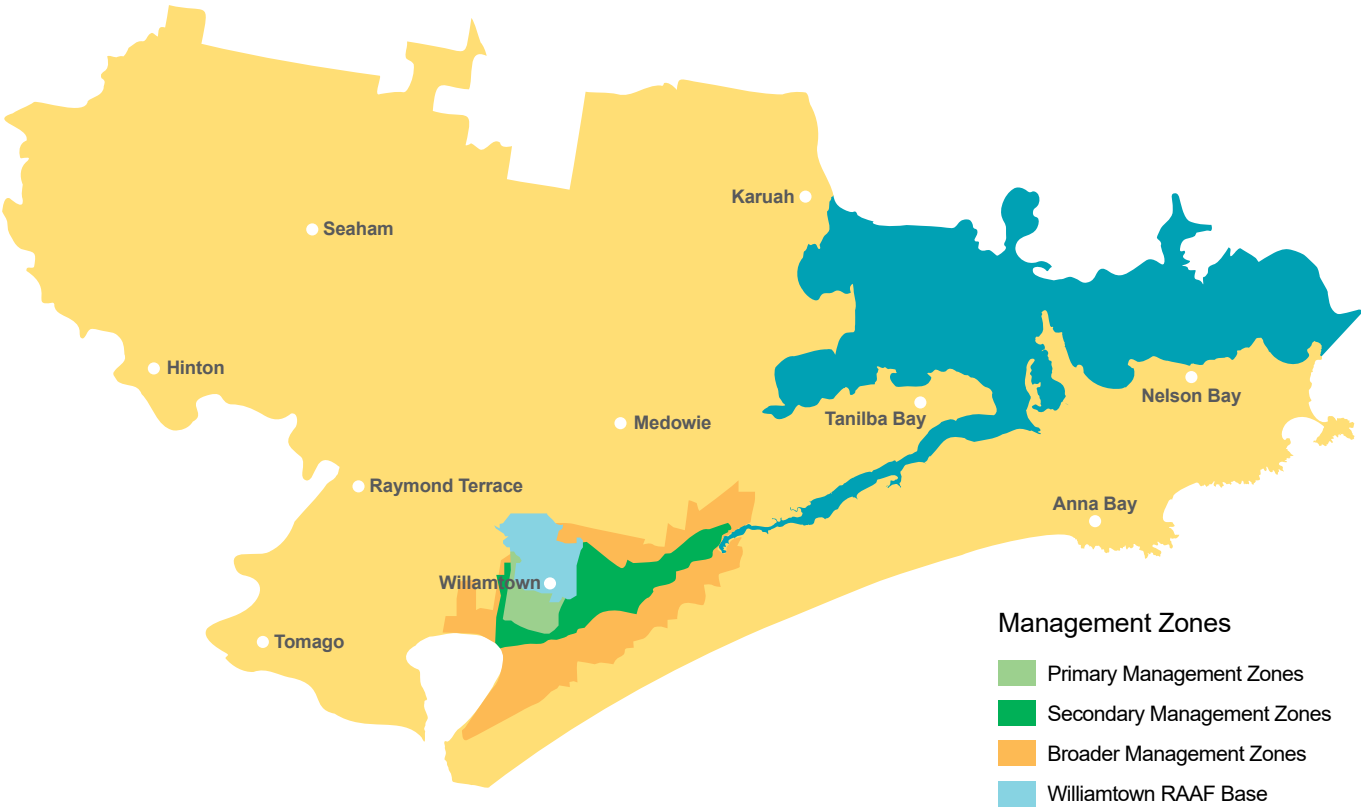 Karuah
Seaham
Hinton
Nelson Bay
Tanilba Bay
Medowie
Raymond Terrace
Anna Bay
Willamtown
Tomago
Management Zones
Primary Management Zones
Secondary Management Zones
Broader Management Zones
Williamtown RAAF Base